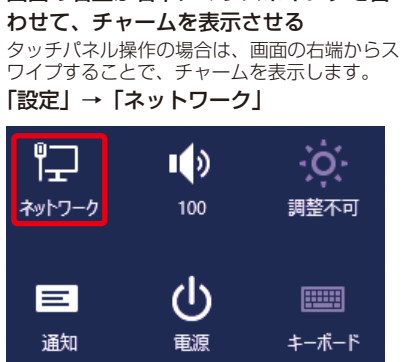 わせて、チャームを表示させる
タッチパネル操作の場合は、画面の右端からス
ワイプすることで、チャームを表示します。
「設定」→「ネットワーク」
ネットワーク
100
調整不可
通知
電源
キーボード